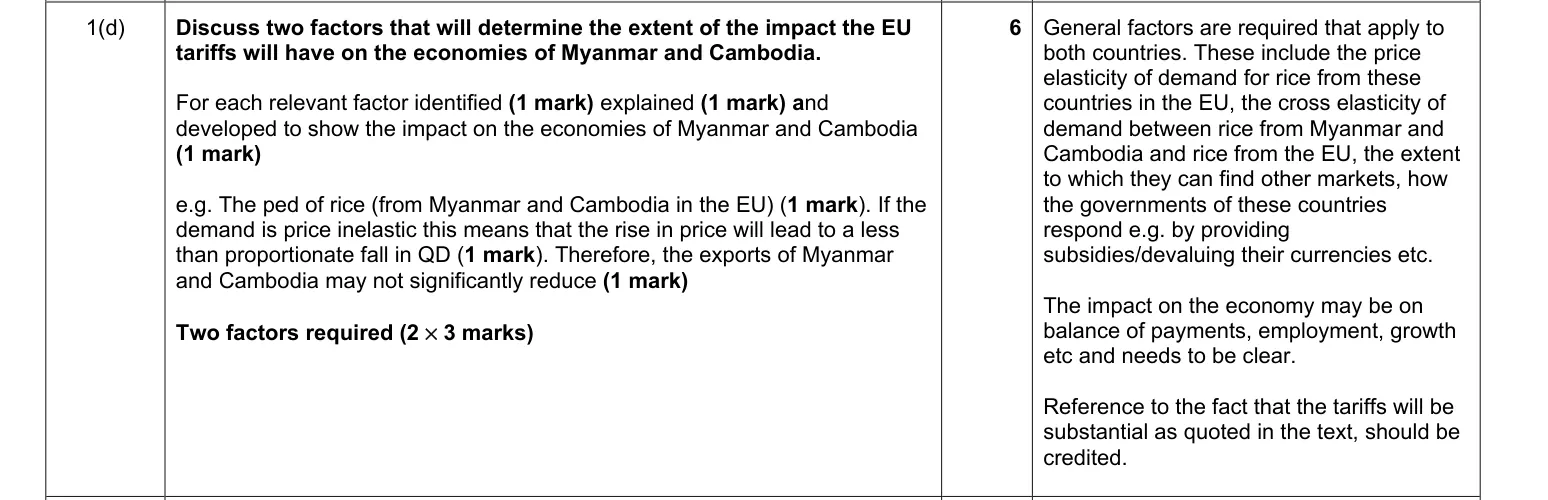 1(d)
Discuss two factors that will determine the extent of the impact the EU
tariffs will have on the economies of Myanmar and Cambodia.
For each relevant factor identified (1 mark) explained (1 mark) and
developed to show the impact on the economies of Myanmar and Cambodia
(1 mark)
e.g. The ped of rice (from Myanmar and Cambodia in the EU) (1 mark). If the
demand is price inelastic this means that the rise in price will lead to a less
than proportionate fall in QD (1 mark). Therefore, the exports of Myanmar
and Cambodia may not significantly reduce (1 mark)
Two factors required (2 × 3 marks)
6
General factors are required that apply to
both countries. These include the price
elasticity of demand for rice from these
countries in the EU, the cross elasticity of
demand between rice from Myanmar and
Cambodia and rice from the EU, the extent
to which they can find other markets, how
the governments of these countries
respond e.g. by providing
subsidies/devaluing their currencies etc.
The impact on the economy may be on
balance of payments, employment, growth
etc and needs to be clear.
Reference to the fact that the tariffs will be
substantial as quoted in the text, should be
credited.